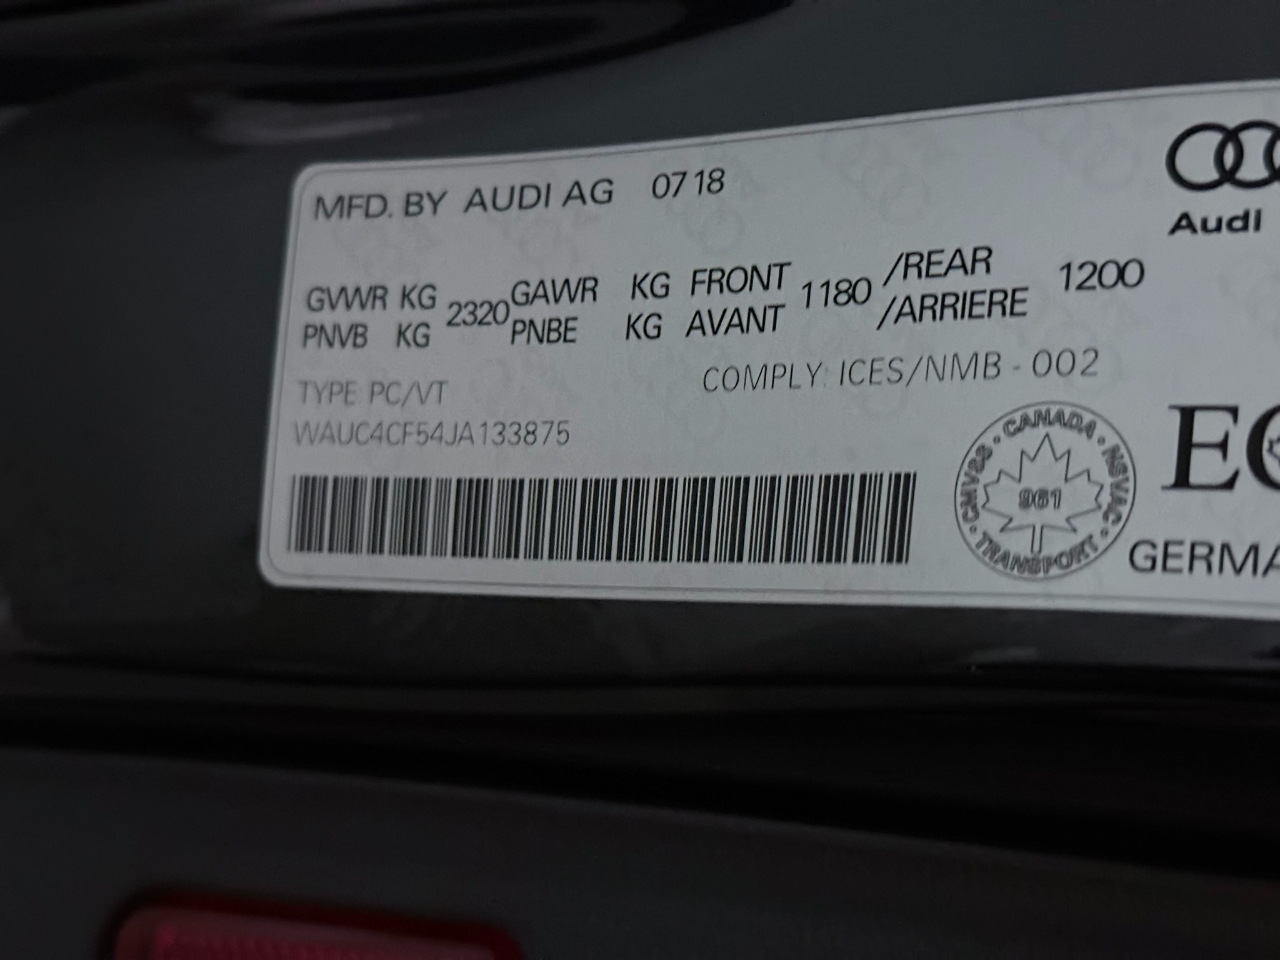 MFD. BY AUDI AG 0718
Audi
GVWR KG 2320 GAWR KG FRONT 1180 /REAR 1200
PNVB KG PNBE KG AVANT /ARRIERE
TYPE: PC/VT COMPLY: ICES/NMB - 002
WAUC4CF54JA133875
CANADA · NSVAC · TRANSPORT · CMVSS ·
961